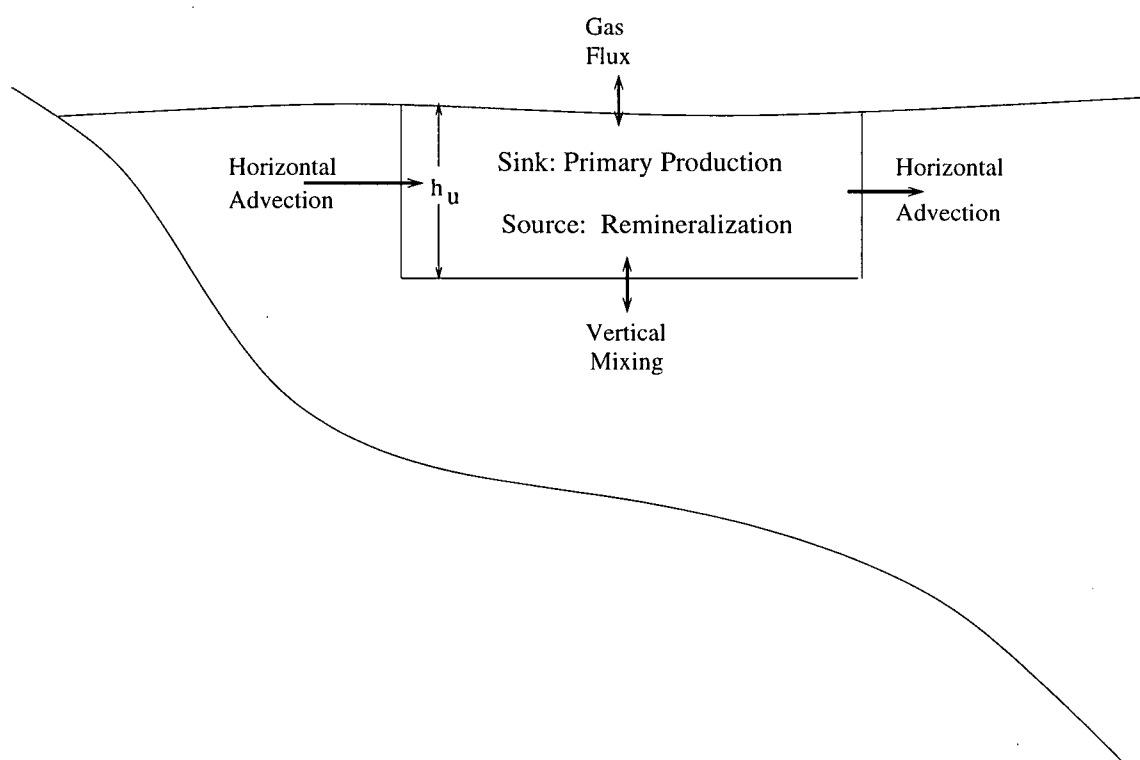 Gas
Flux
Sink: Primary Production
Horizontal
Advection
h u
Horizontal
Advection
Source: Remineralization
Vertical
Mixing